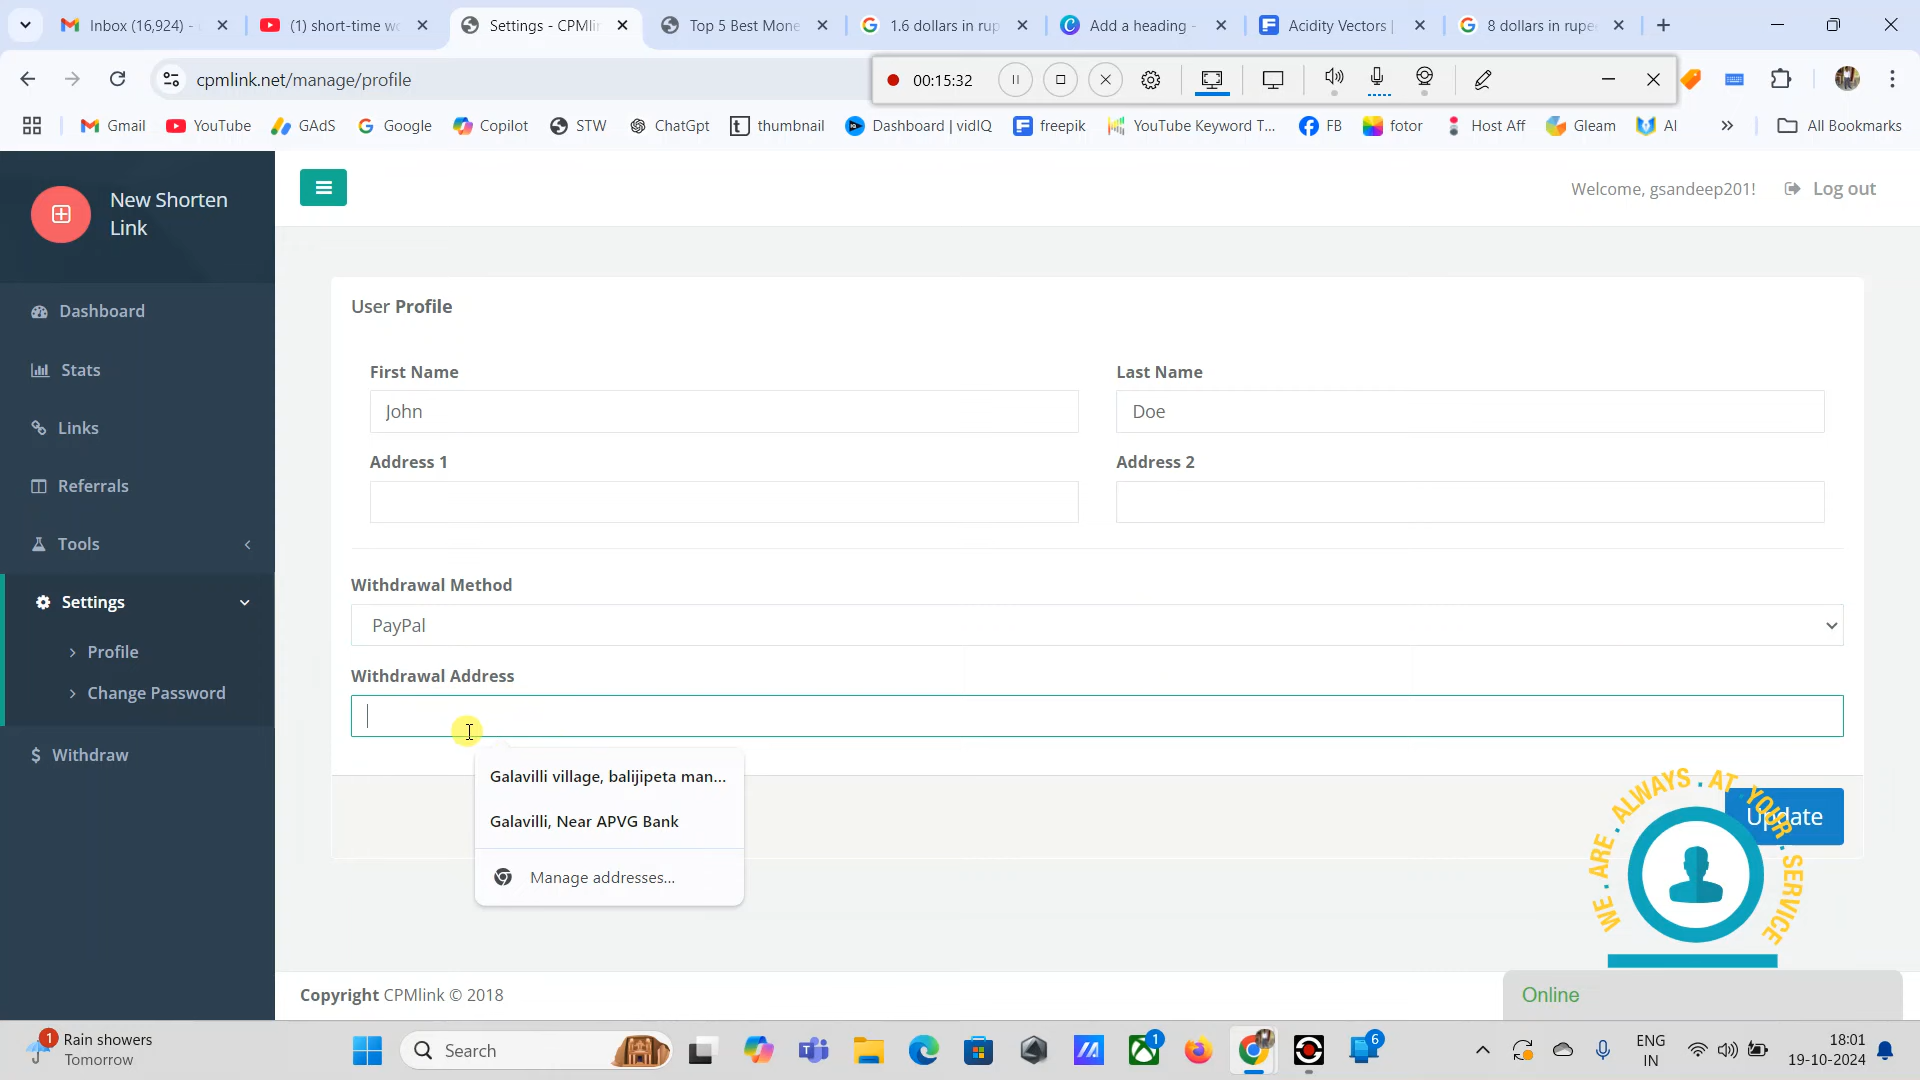 Inbox (16,924) -
(1) short-time wo
Settings - CPMlin
Top 5 Best Mone
1.6 dollars in rup
Add a heading -
Acidity Vectors |
8 dollars in rupe
cpmlink.net/manage/profile
00:15:32
Gmail
YouTube
GAdS
Google
Copilot
STW
ChatGpt
thumbnail
Dashboard | vidIQ
freepik
YouTube Keyword T...
FB
fotor
Host Aff
Gleam
AI
All Bookmarks
New Shorten
Link
Welcome, gsandeep201!
Log out
Dashboard
Stats
Links
Referrals
Tools
Settings
Profile
Change Password
$ Withdraw
User Profile
First Name
Last Name
John
Doe
Address 1
Address 2
Withdrawal Method
PayPal
Withdrawal Address
Galavilli village, balijipeta man...
Galavilli, Near APVG Bank
Manage addresses...
Update
WE . ARE . ALWAYS . AT . YOUR . SERVICE
Copyright CPMlink © 2018
Online
1
Rain showers
Tomorrow
Search
1
6
ENG
IN
18:01
19-10-2024